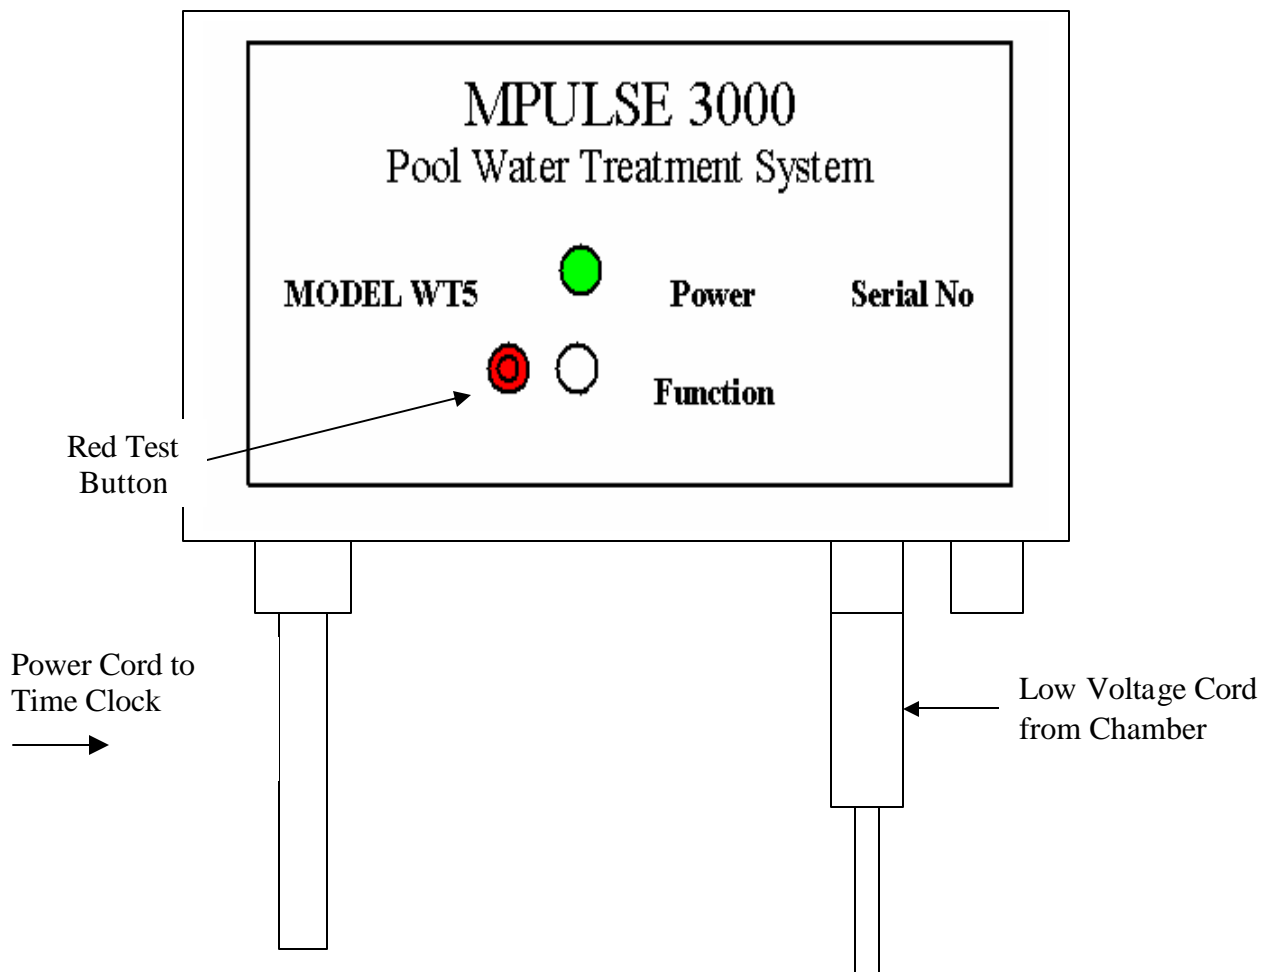 MPULSE 3000
Pool Water Treatment System
MODEL WT5
Power
Serial No
Function
Red Test
Button
Power Cord to
Time Clock
Low Voltage Cord
from Chamber